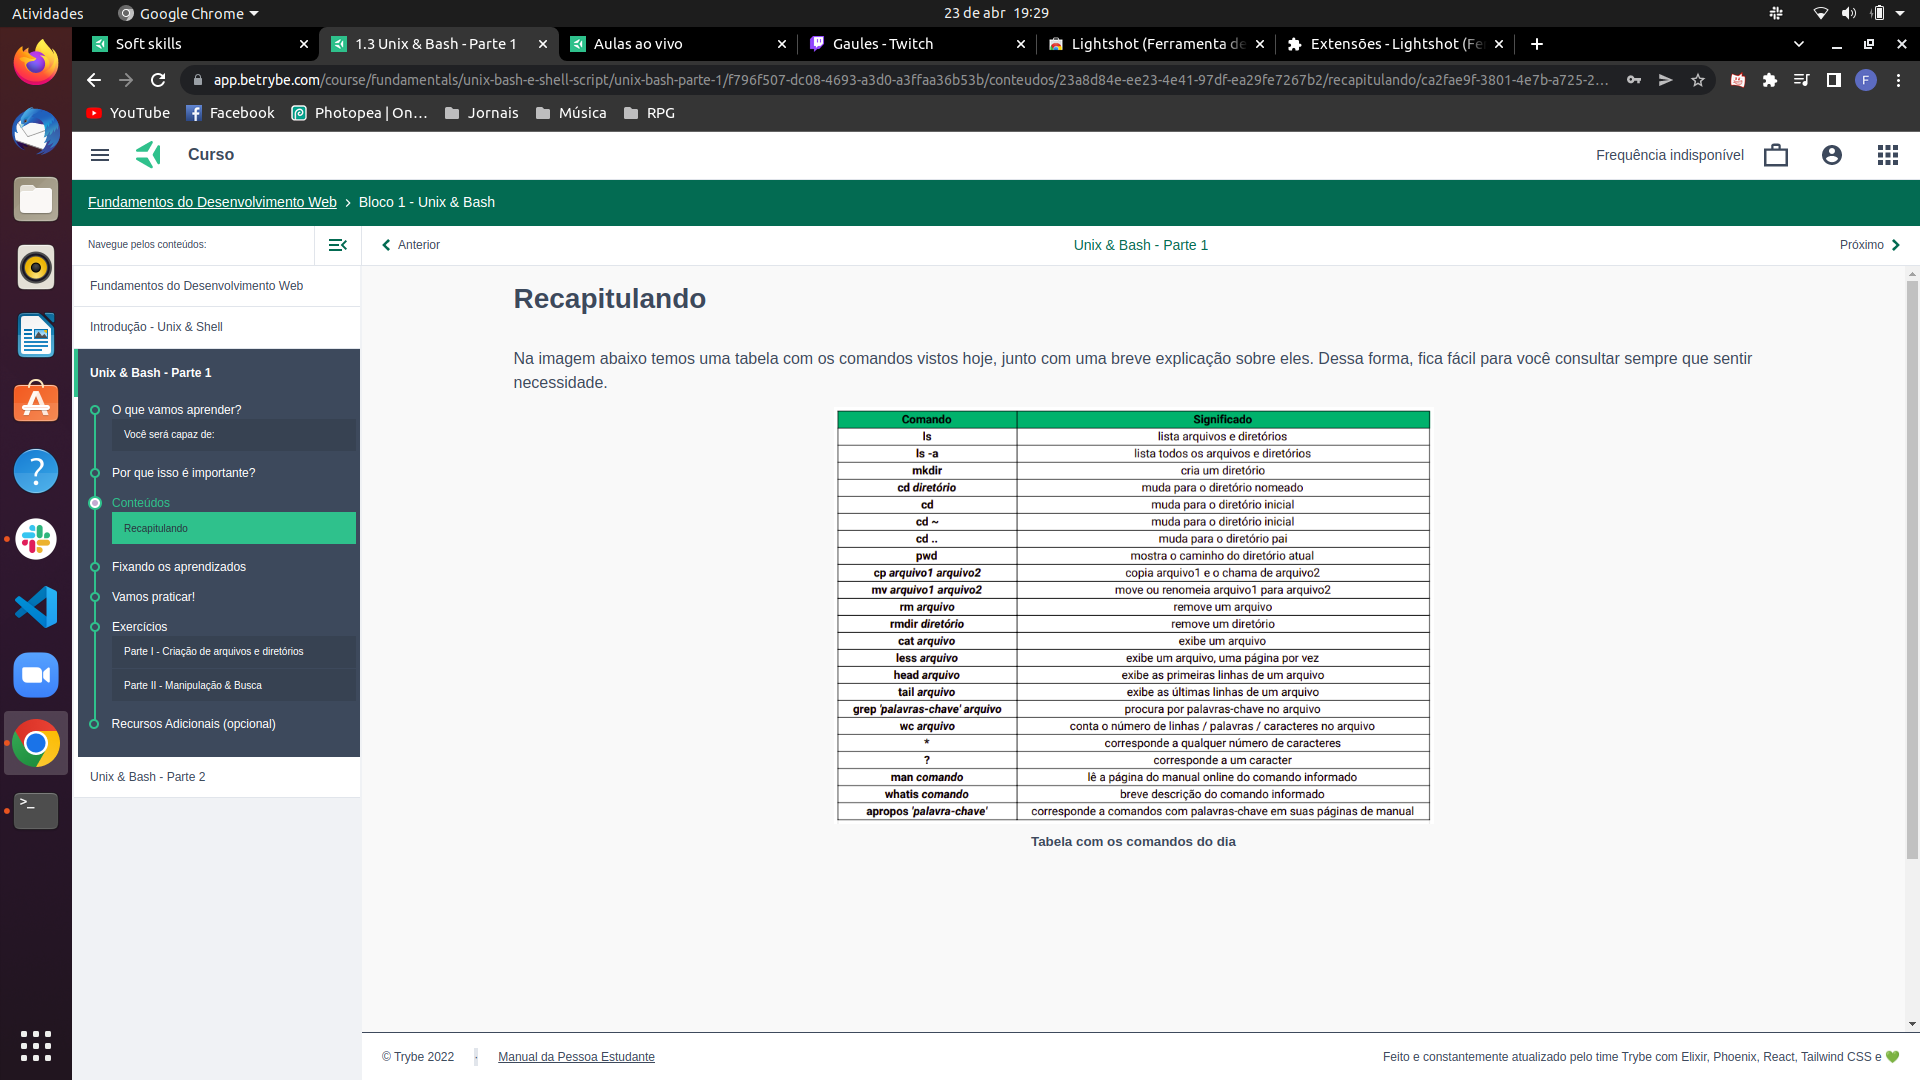 Atividades
Google Chrome
23 de abr 19:29
Soft skills
1.3 Unix & Bash - Parte 1
Aulas ao vivo
Gaules - Twitch
Lightshot (Ferramenta de
Extensões - Lightshot (Fe
app.betrybe.com/course/fundamentals/unix-bash-e-shell-script/unix-bash-parte-1/f796f507-dc08-4693-a3d0-a3ffaa36b53b/conteudos/23a8d84e-ee23-4e41-97df-ea29fe7267b2/recapitulando/ca2fae9f-3801-4e7b-a725-2...
F
YouTube
Facebook
Photopea | On...
Jornais
Música
RPG
Curso
Frequência indisponível
Fundamentos do Desenvolvimento Web > Bloco 1 - Unix & Bash
Navegue pelos conteúdos:
Anterior
Unix & Bash - Parte 1
Próximo
Fundamentos do Desenvolvimento Web
Introdução - Unix & Shell
Unix & Bash - Parte 1
O que vamos aprender?
Você será capaz de:
Por que isso é importante?
Conteúdos
Recapitulando
Fixando os aprendizados
Vamos praticar!
Exercícios
Parte I - Criação de arquivos e diretórios
Parte II - Manipulação & Busca
Recursos Adicionais (opcional)
Unix & Bash - Parte 2
Recapitulando
Na imagem abaixo temos uma tabela com os comandos vistos hoje, junto com uma breve explicação sobre eles. Dessa forma, fica fácil para você consultar sempre que sentir
necessidade.
Comando Significado
ls lista arquivos e diretórios
ls -a lista todos os arquivos e diretórios
mkdir cria um diretório
cd diretório muda para o diretório nomeado
cd muda para o diretório inicial
cd ~ muda para o diretório inicial
cd .. muda para o diretório pai
pwd mostra o caminho do diretório atual
cp arquivo1 arquivo2 copia arquivo1 e o chama de arquivo2
mv arquivo1 arquivo2 move ou renomeia arquivo1 para arquivo2
rm arquivo remove um arquivo
rmdir diretório remove um diretório
cat arquivo exibe um arquivo
less arquivo exibe um arquivo, uma página por vez
head arquivo exibe as primeiras linhas de um arquivo
tail arquivo exibe as últimas linhas de um arquivo
grep 'palavras-chave' arquivo procura por palavras-chave no arquivo
wc arquivo conta o número de linhas / palavras / caracteres no arquivo
* corresponde a qualquer número de caracteres
? corresponde a um caracter
man comando lê a página do manual online do comando informado
whatis comando breve descrição do comando informado
apropos 'palavra-chave' corresponde a comandos com palavras-chave em suas páginas de manual
Tabela com os comandos do dia
© Trybe 2022
-
Manual da Pessoa Estudante
Feito e constantemente atualizado pelo time Trybe com Elixir, Phoenix, React, Tailwind CSS e 💚